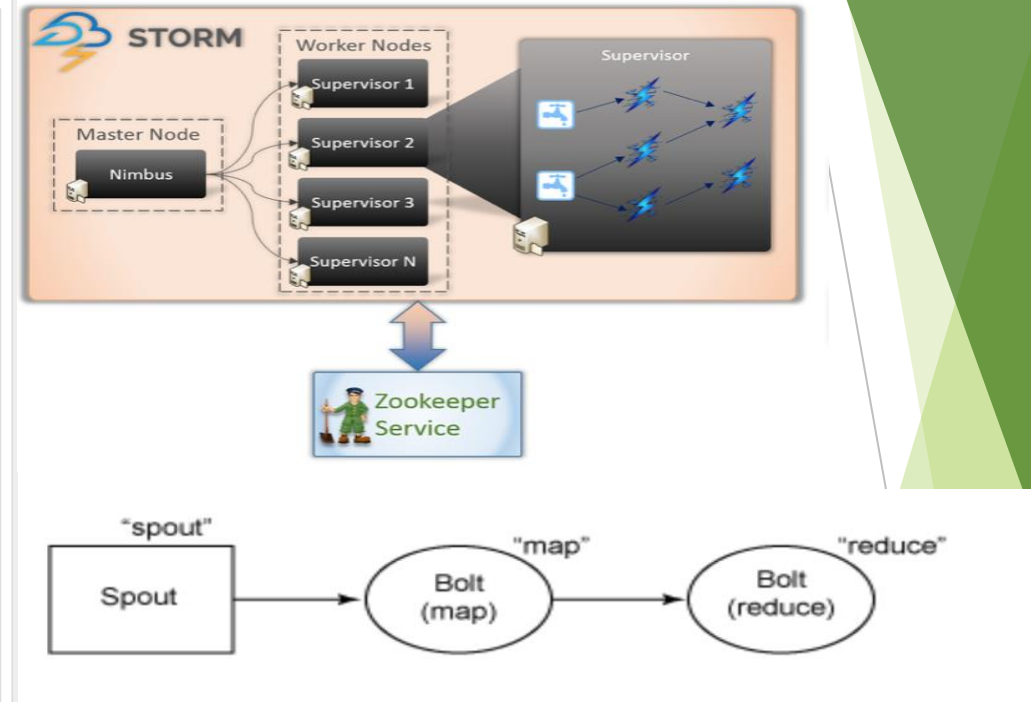 STORM
Master Node
Nimbus
Worker Nodes
Supervisor 1
Supervisor 2
Supervisor 3
Supervisor N
Supervisor
Zookeeper
Service
"spout"
Spout
"map"
Bolt
(map)
"reduce"
Bolt
(reduce)